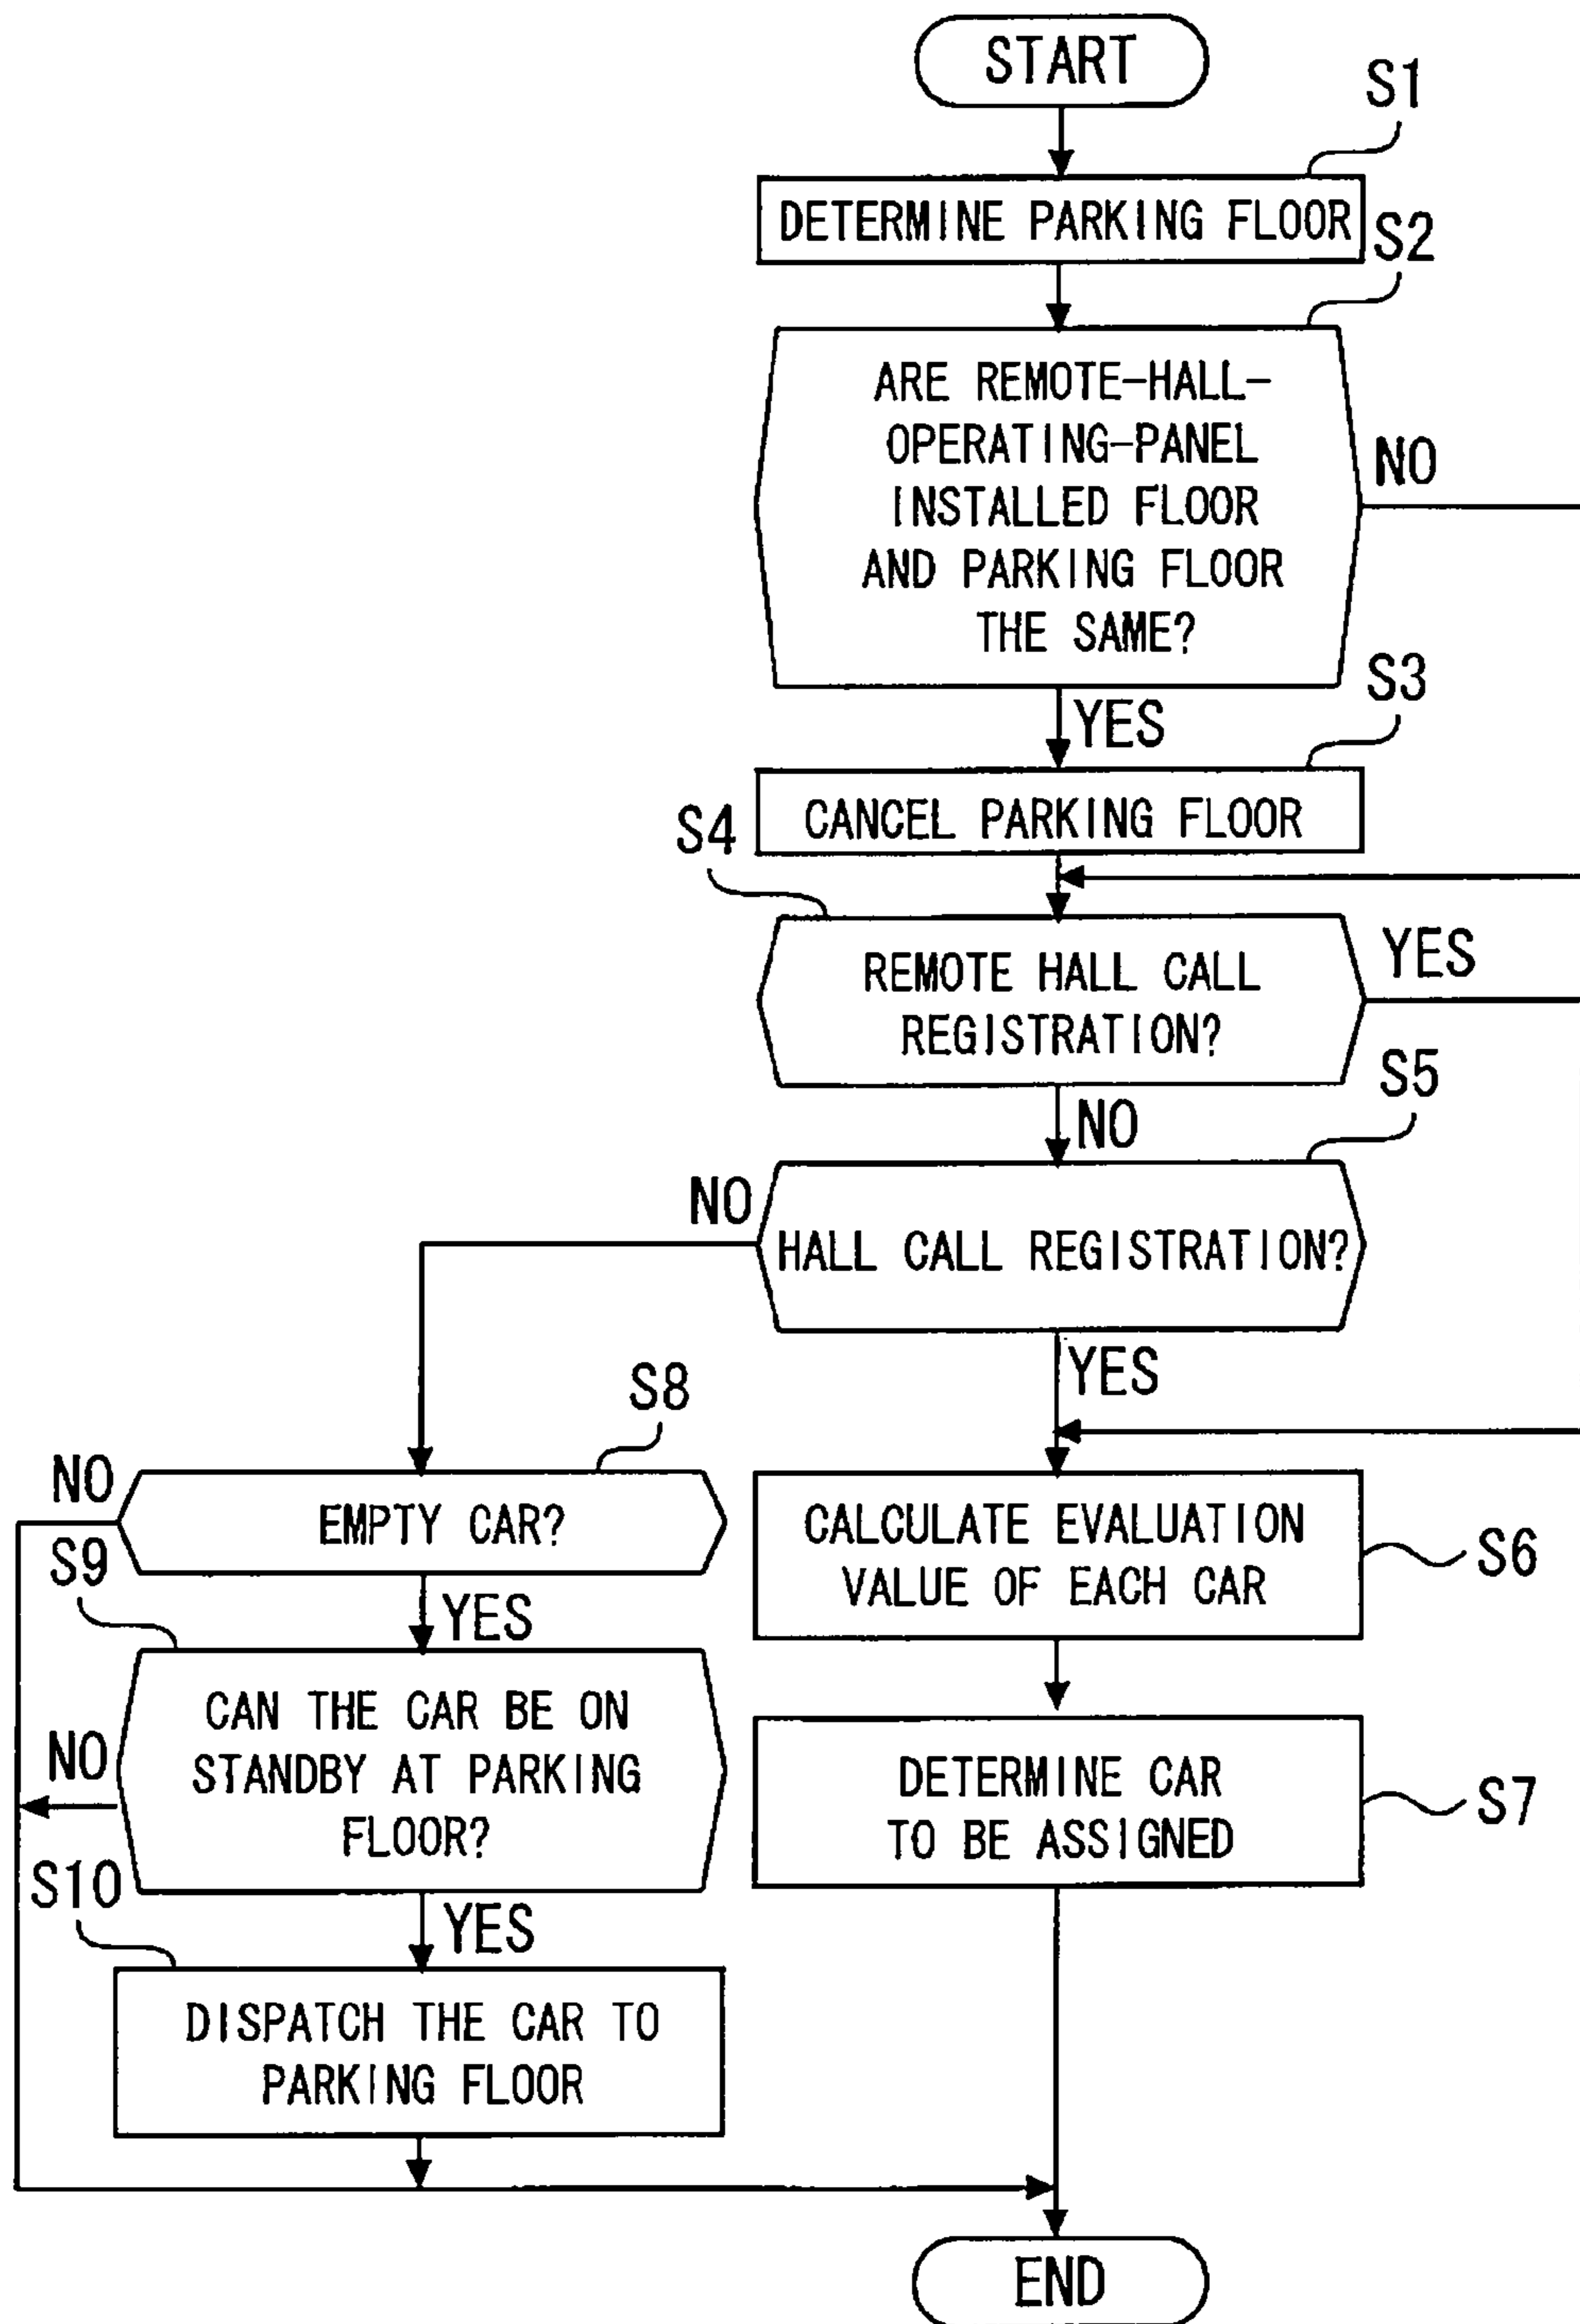 START
S1
DETERMINE PARKING FLOOR
S2
ARE REMOTE-HALL-
OPERATING-PANEL
INSTALLED FLOOR
AND PARKING FLOOR
THE SAME?
NO
YES
S3
CANCEL PARKING FLOOR
S4
REMOTE HALL CALL
REGISTRATION?
YES
NO
S5
HALL CALL REGISTRATION?
NO
YES
S8
EMPTY CAR?
NO
YES
S9
CAN THE CAR BE ON
STANDBY AT PARKING
FLOOR?
NO
YES
S10
DISPATCH THE CAR TO
PARKING FLOOR
CALCULATE EVALUATION
VALUE OF EACH CAR
S6
DETERMINE CAR
TO BE ASSIGNED
S7
END